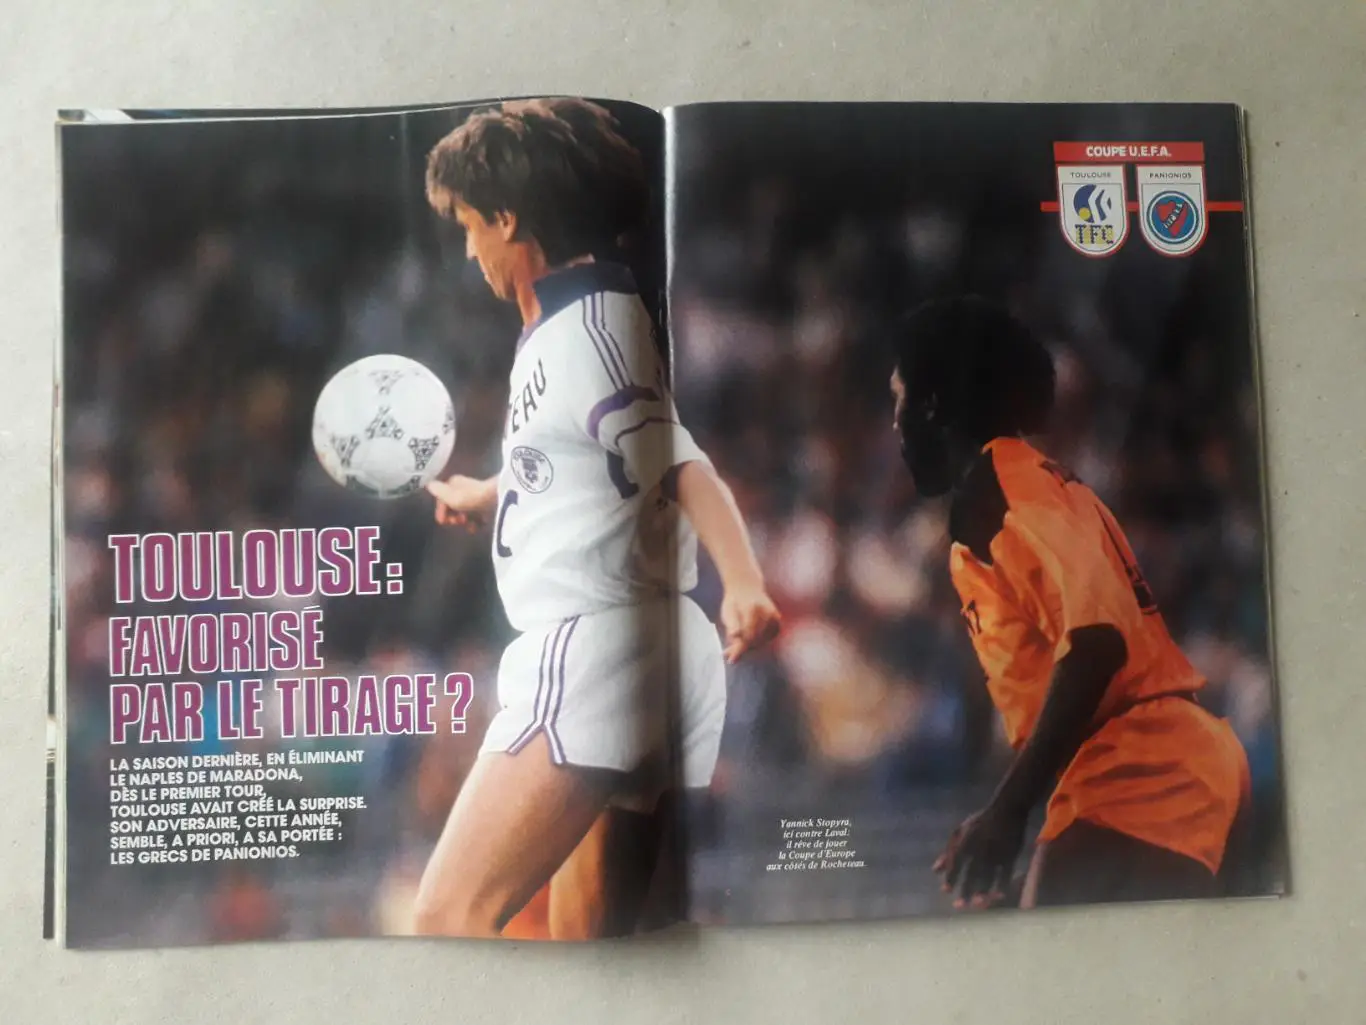 COUPE U.E.F.A.
TOULOUSE
PANIONIOS
TFC
TEAU
TOULOUSE
C
TOULOUSE :
FAVORISÉ
PAR LE TIRAGE ?
LA SAISON DERNIÈRE, EN ÉLIMINANT
LE NAPLES DE MARADONA,
DÈS LE PREMIER TOUR,
TOULOUSE AVAIT CRÉÉ LA SURPRISE.
SON ADVERSAIRE, CETTE ANNÉE,
SEMBLE, A PRIORI, A SA PORTÉE :
LES GRECS DE PANIONIOS.
Yannick Stopyra,
ici contre Laval:
il rêve de jouer
la Coupe d'Europe
aux côtés de Rocheteau.